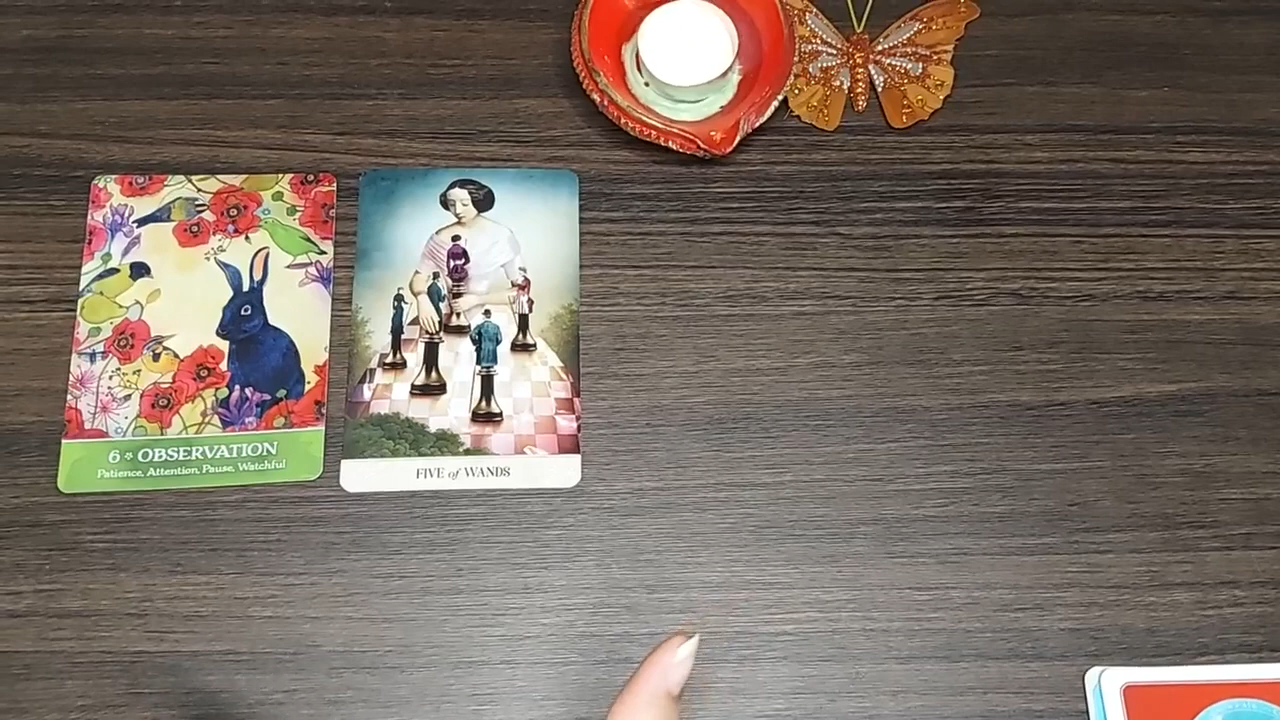 6 * OBSERVATION
Patience, Attention, Pause, Watchful
FIVE of WANDS